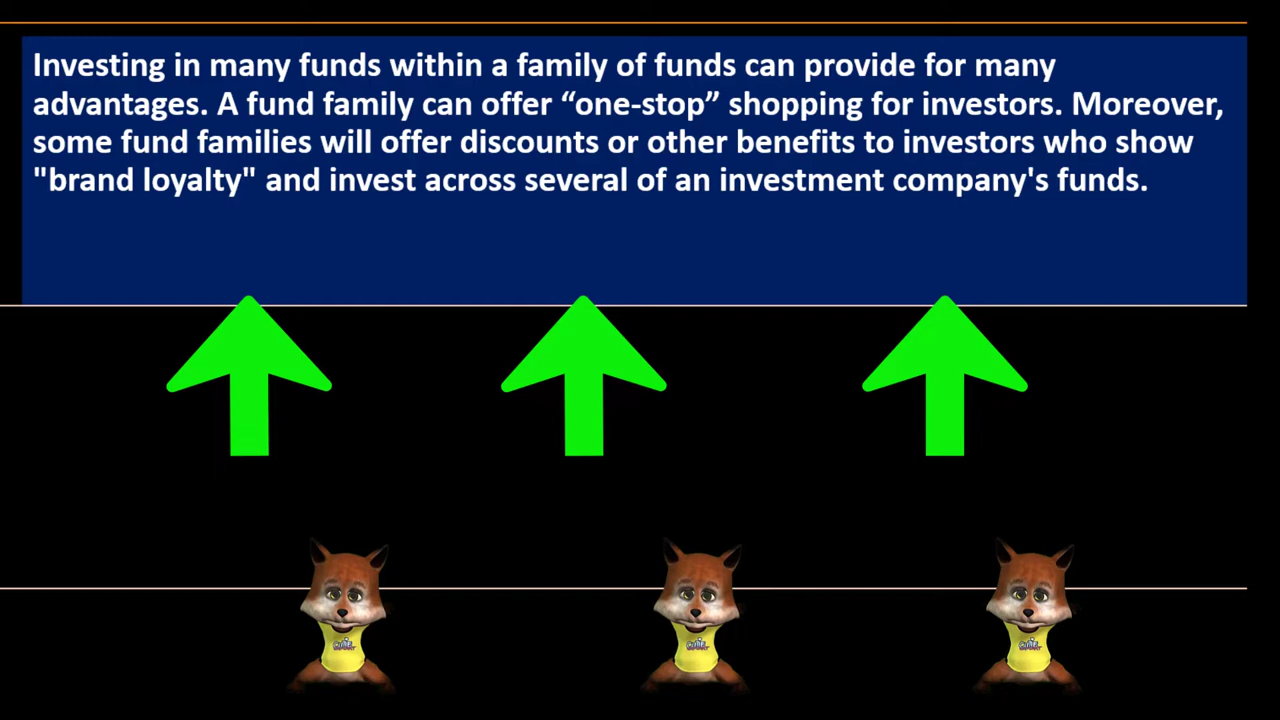 Investing in many funds within a family of funds can provide for many
advantages. A fund family can offer “one-stop” shopping for investors. Moreover,
some fund families will offer discounts or other benefits to investors who show
"brand loyalty" and invest across several of an investment company's funds.